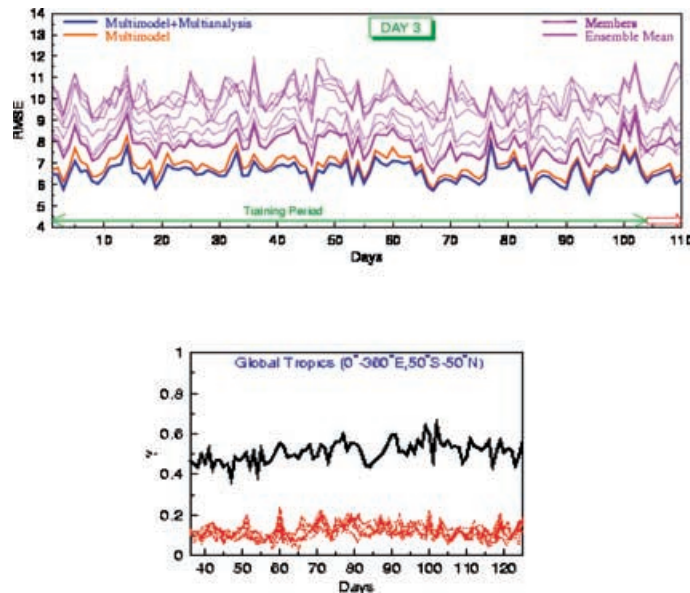 14
13
12
11
10
9
8
7
6
5
4
RMSE
Multimodel+Multianalysis
Multimodel
DAY 3
Members
Ensemble Mean
Training Period
10 20 30 40 50 60 70 80 90 100 110
Days
Global Tropics (0°-360°E,50°S-50°N)
1
0.8
0.6
0.4
0.2
0
40 50 60 70 80 90 100 110 120
Days